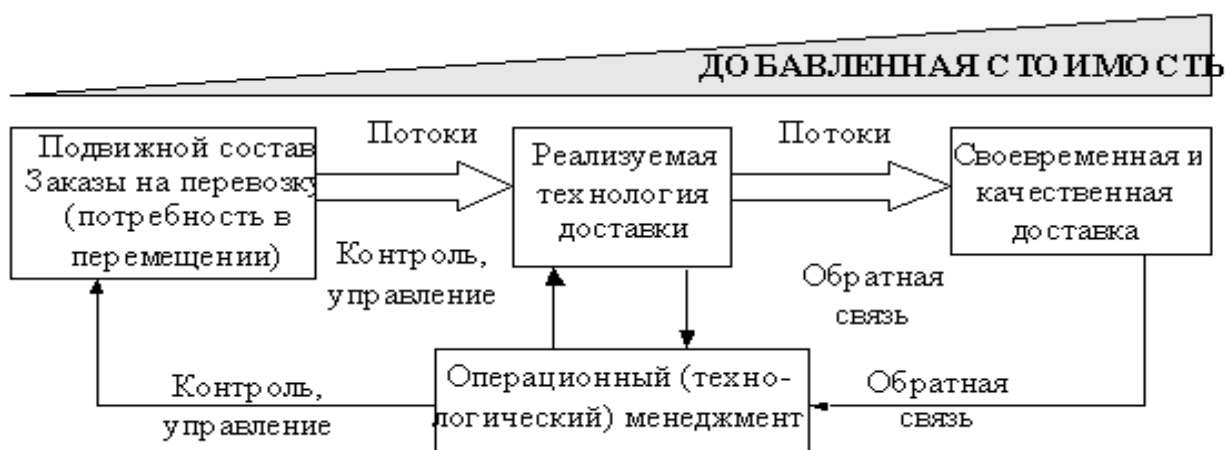 ДОБАВЛЕННАЯ СТОИМОСТЬ
Подвижной состав
Заказы на перевозку
(потребность в
перемещении)
Потоки
Реализуемая
технология
доставки
Потоки
Своевременная и
качественная
доставка
Контроль,
управление
Обратная
связь
Контроль,
управление
Операционный (техно-
логический) менеджмент
Обратная
связь